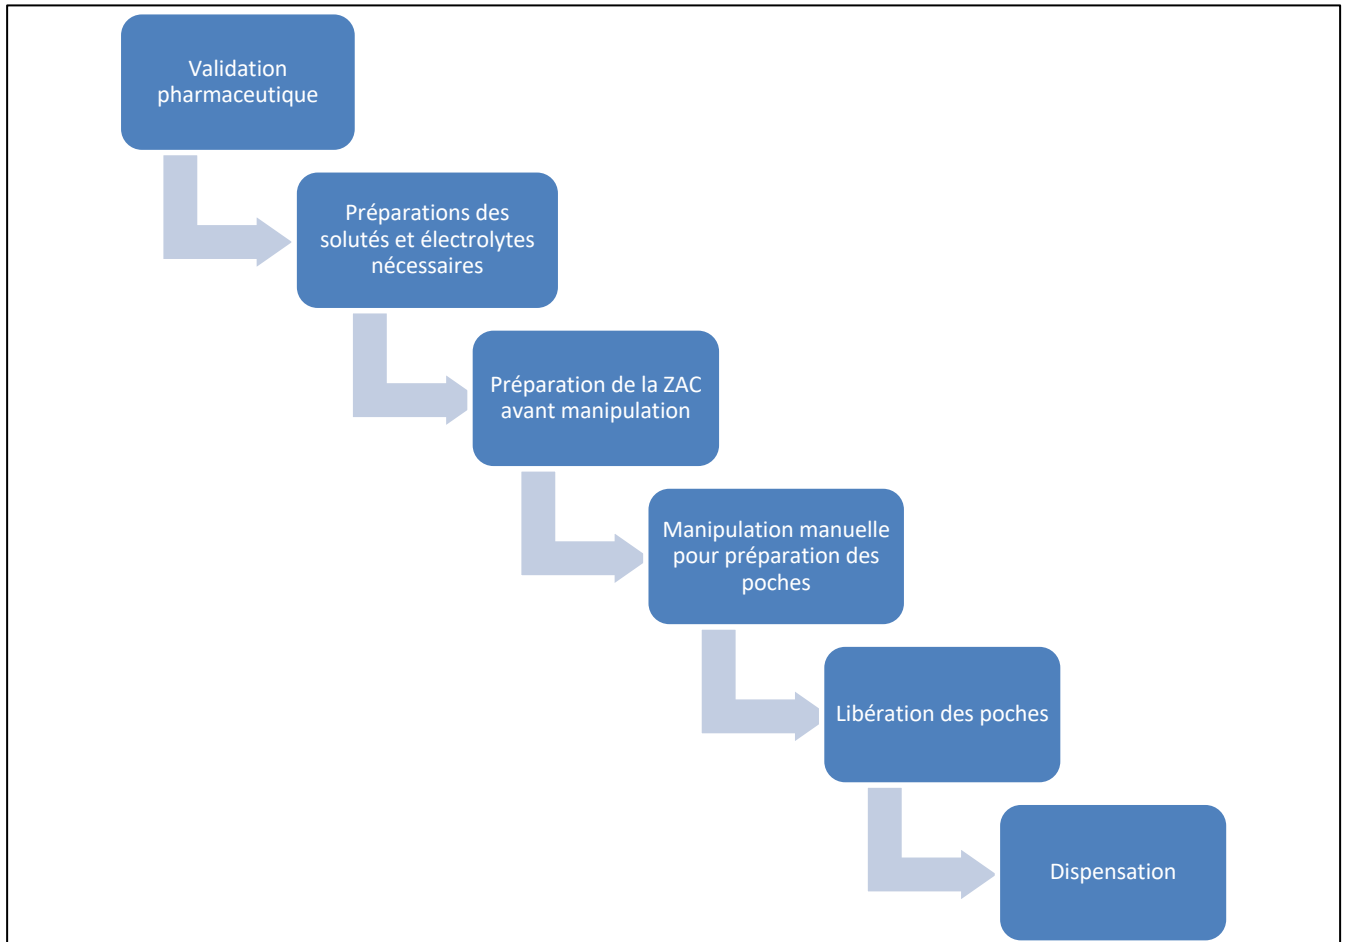 Validation
pharmaceutique
Préparations des
solutés et électrolytes
nécessaires
Préparation de la ZAC
avant manipulation
Manipulation manuelle
pour préparation des
poches
Libération des poches
Dispensation